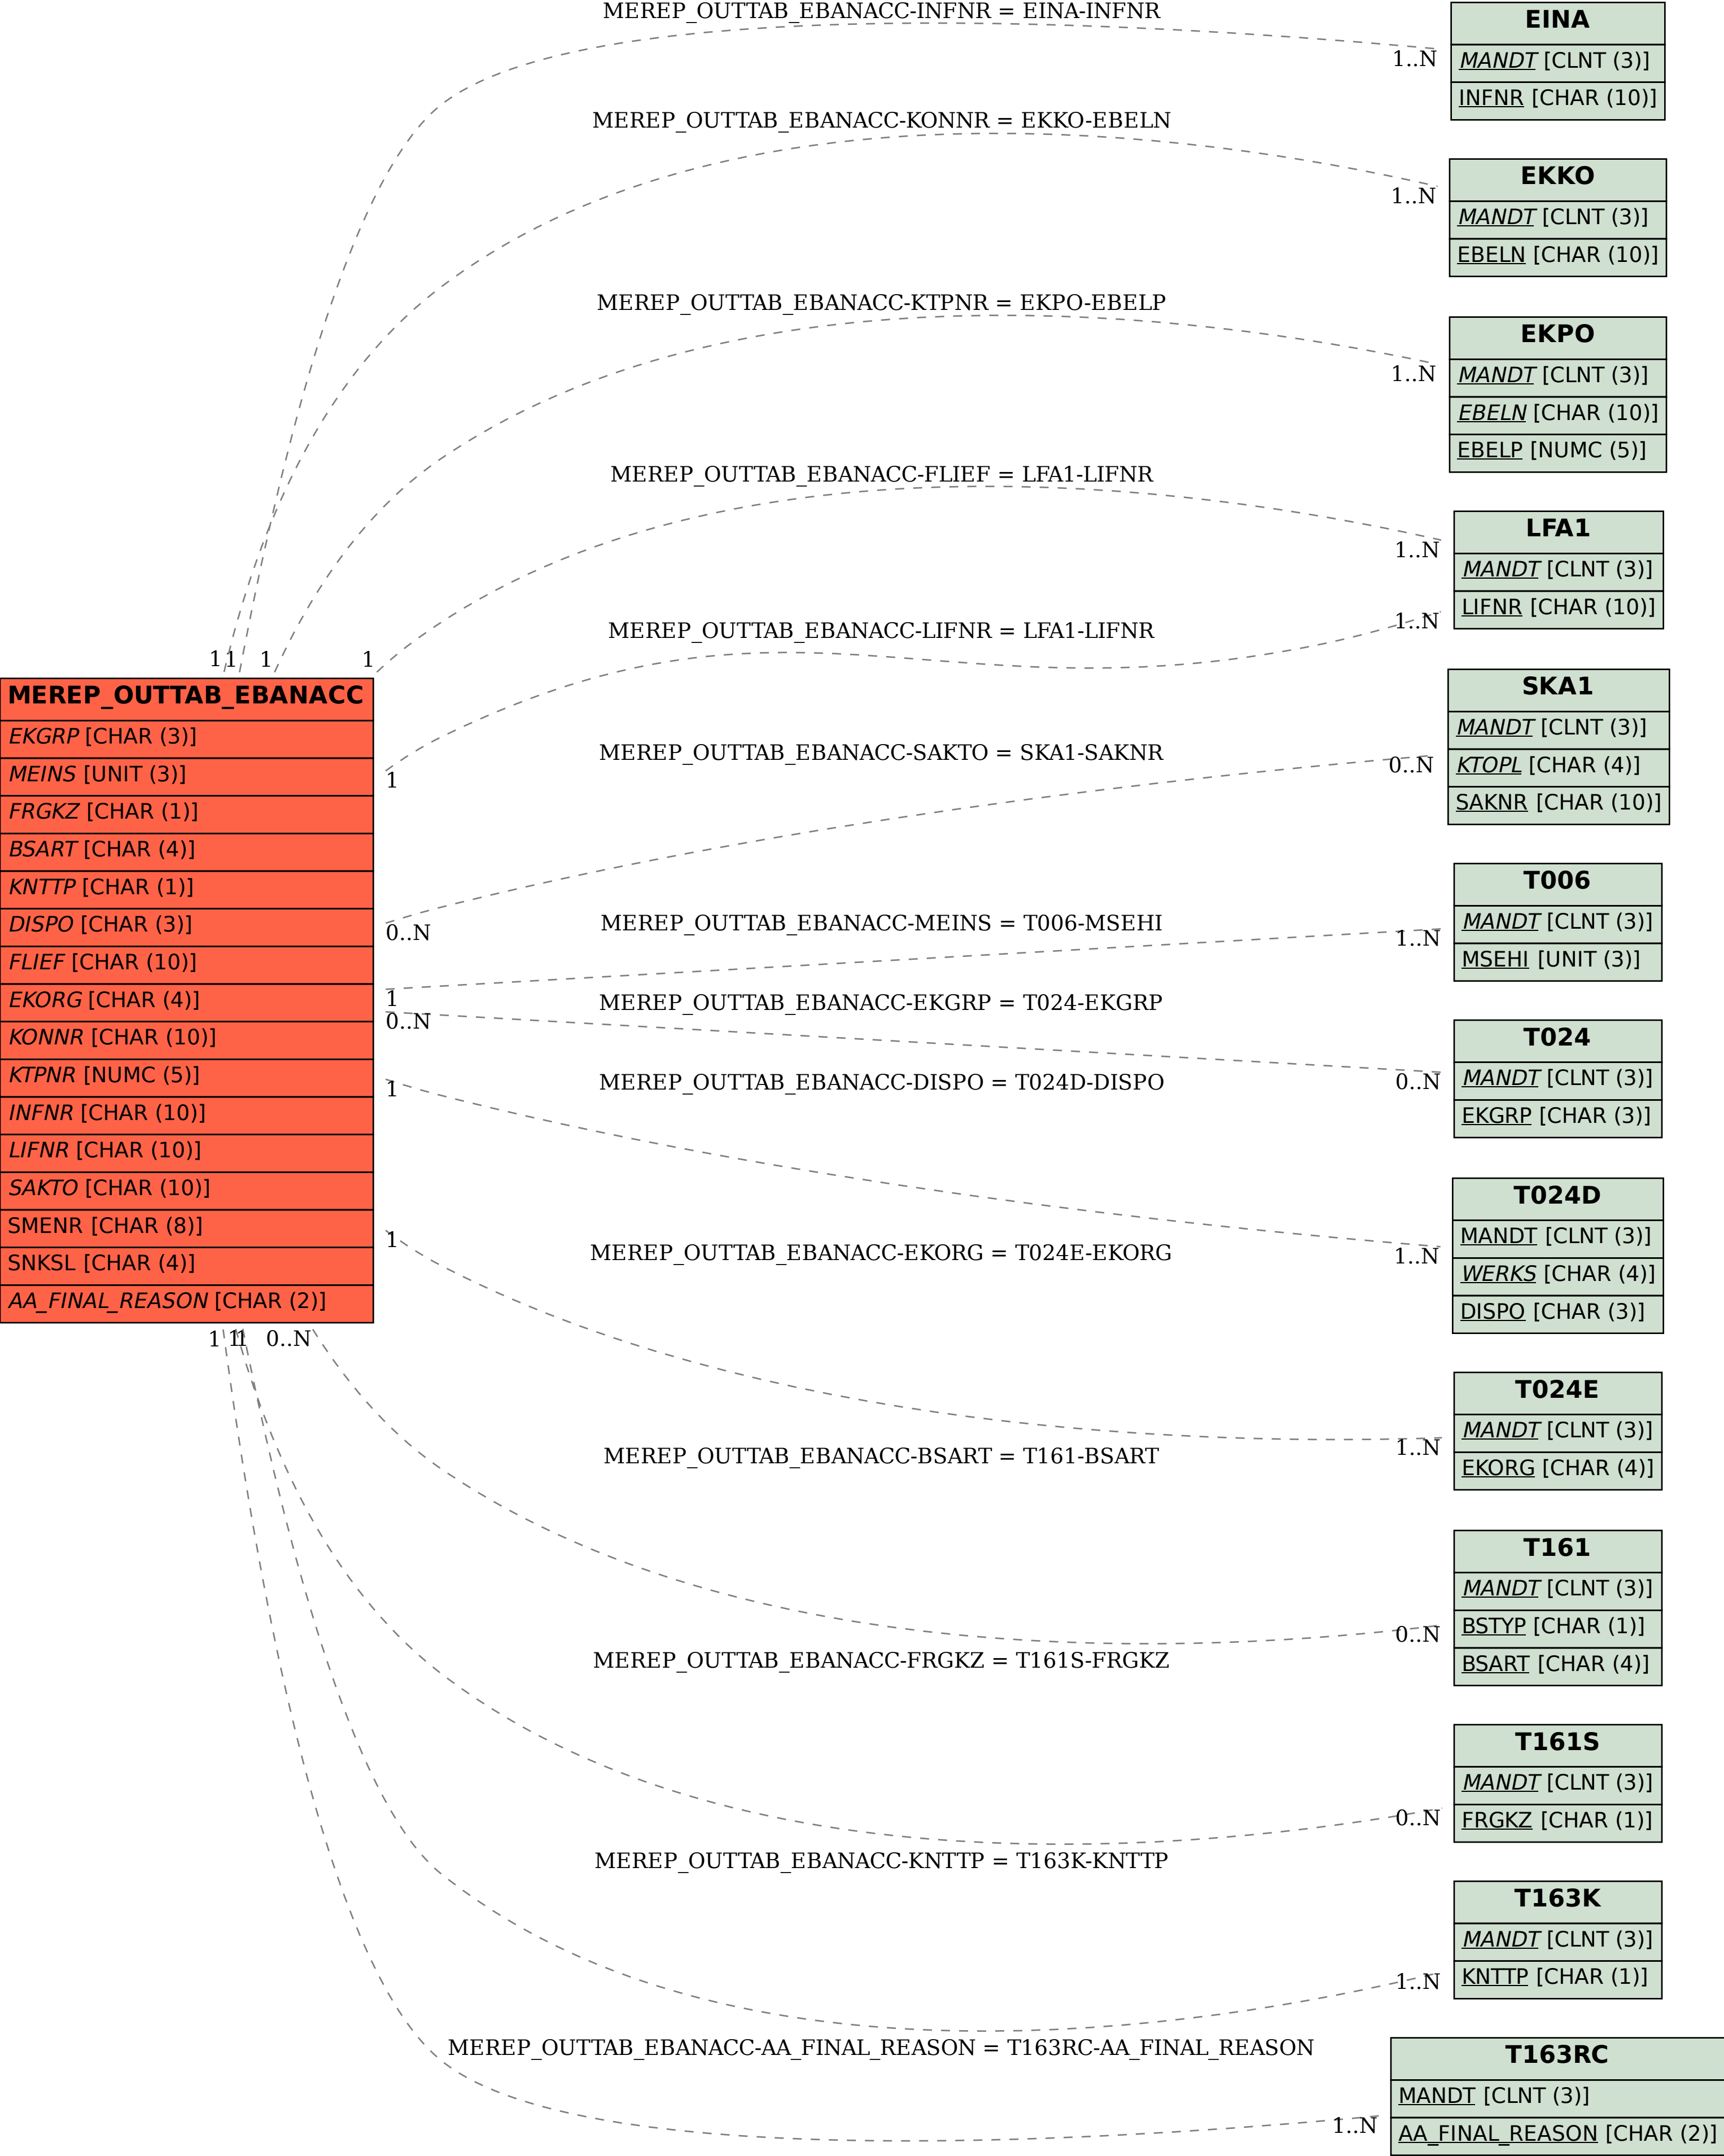 MEREP_OUTTAB_EBANACC-INFNR = EINA-INFNR
1..N
EINA
MANDT [CLNT (3)]
INFNR [CHAR (10)]
MEREP_OUTTAB_EBANACC-KONNR = EKKO-EBELN
1..N
EKKO
MANDT [CLNT (3)]
EBELN [CHAR (10)]
MEREP_OUTTAB_EBANACC-KTPNR = EKPO-EBELP
1..N
EKPO
MANDT [CLNT (3)]
EBELN [CHAR (10)]
EBELP [NUMC (5)]
MEREP_OUTTAB_EBANACC-FLIEF = LFA1-LIFNR
1..N
LFA1
MANDT [CLNT (3)]
LIFNR [CHAR (10)]
MEREP_OUTTAB_EBANACC-LIFNR = LFA1-LIFNR
1..N
1
1
1
1
MEREP_OUTTAB_EBANACC
EKGRP [CHAR (3)]
MEINS [UNIT (3)]
FRGKZ [CHAR (1)]
BSART [CHAR (4)]
KNTTP [CHAR (1)]
DISPO [CHAR (3)]
FLIEF [CHAR (10)]
EKORG [CHAR (4)]
KONNR [CHAR (10)]
KTPNR [NUMC (5)]
INFNR [CHAR (10)]
LIFNR [CHAR (10)]
SAKTO [CHAR (10)]
SMENR [CHAR (8)]
SNKSL [CHAR (4)]
AA_FINAL_REASON [CHAR (2)]
1
0..N
1
0..N
1
1
1
1
1
0..N
MEREP_OUTTAB_EBANACC-SAKTO = SKA1-SAKNR
0..N
SKA1
MANDT [CLNT (3)]
KTOPL [CHAR (4)]
SAKNR [CHAR (10)]
MEREP_OUTTAB_EBANACC-MEINS = T006-MSEHI
1..N
T006
MANDT [CLNT (3)]
MSEHI [UNIT (3)]
MEREP_OUTTAB_EBANACC-EKGRP = T024-EKGRP
0..N
T024
MANDT [CLNT (3)]
EKGRP [CHAR (3)]
MEREP_OUTTAB_EBANACC-DISPO = T024D-DISPO
1..N
T024D
MANDT [CLNT (3)]
WERKS [CHAR (4)]
DISPO [CHAR (3)]
MEREP_OUTTAB_EBANACC-EKORG = T024E-EKORG
1..N
T024E
MANDT [CLNT (3)]
EKORG [CHAR (4)]
MEREP_OUTTAB_EBANACC-BSART = T161-BSART
0..N
T161
MANDT [CLNT (3)]
BSTYP [CHAR (1)]
BSART [CHAR (4)]
MEREP_OUTTAB_EBANACC-FRGKZ = T161S-FRGKZ
0..N
T161S
MANDT [CLNT (3)]
FRGKZ [CHAR (1)]
MEREP_OUTTAB_EBANACC-KNTTP = T163K-KNTTP
1..N
T163K
MANDT [CLNT (3)]
KNTTP [CHAR (1)]
MEREP_OUTTAB_EBANACC-AA_FINAL_REASON = T163RC-AA_FINAL_REASON
1..N
T163RC
MANDT [CLNT (3)]
AA_FINAL_REASON [CHAR (2)]